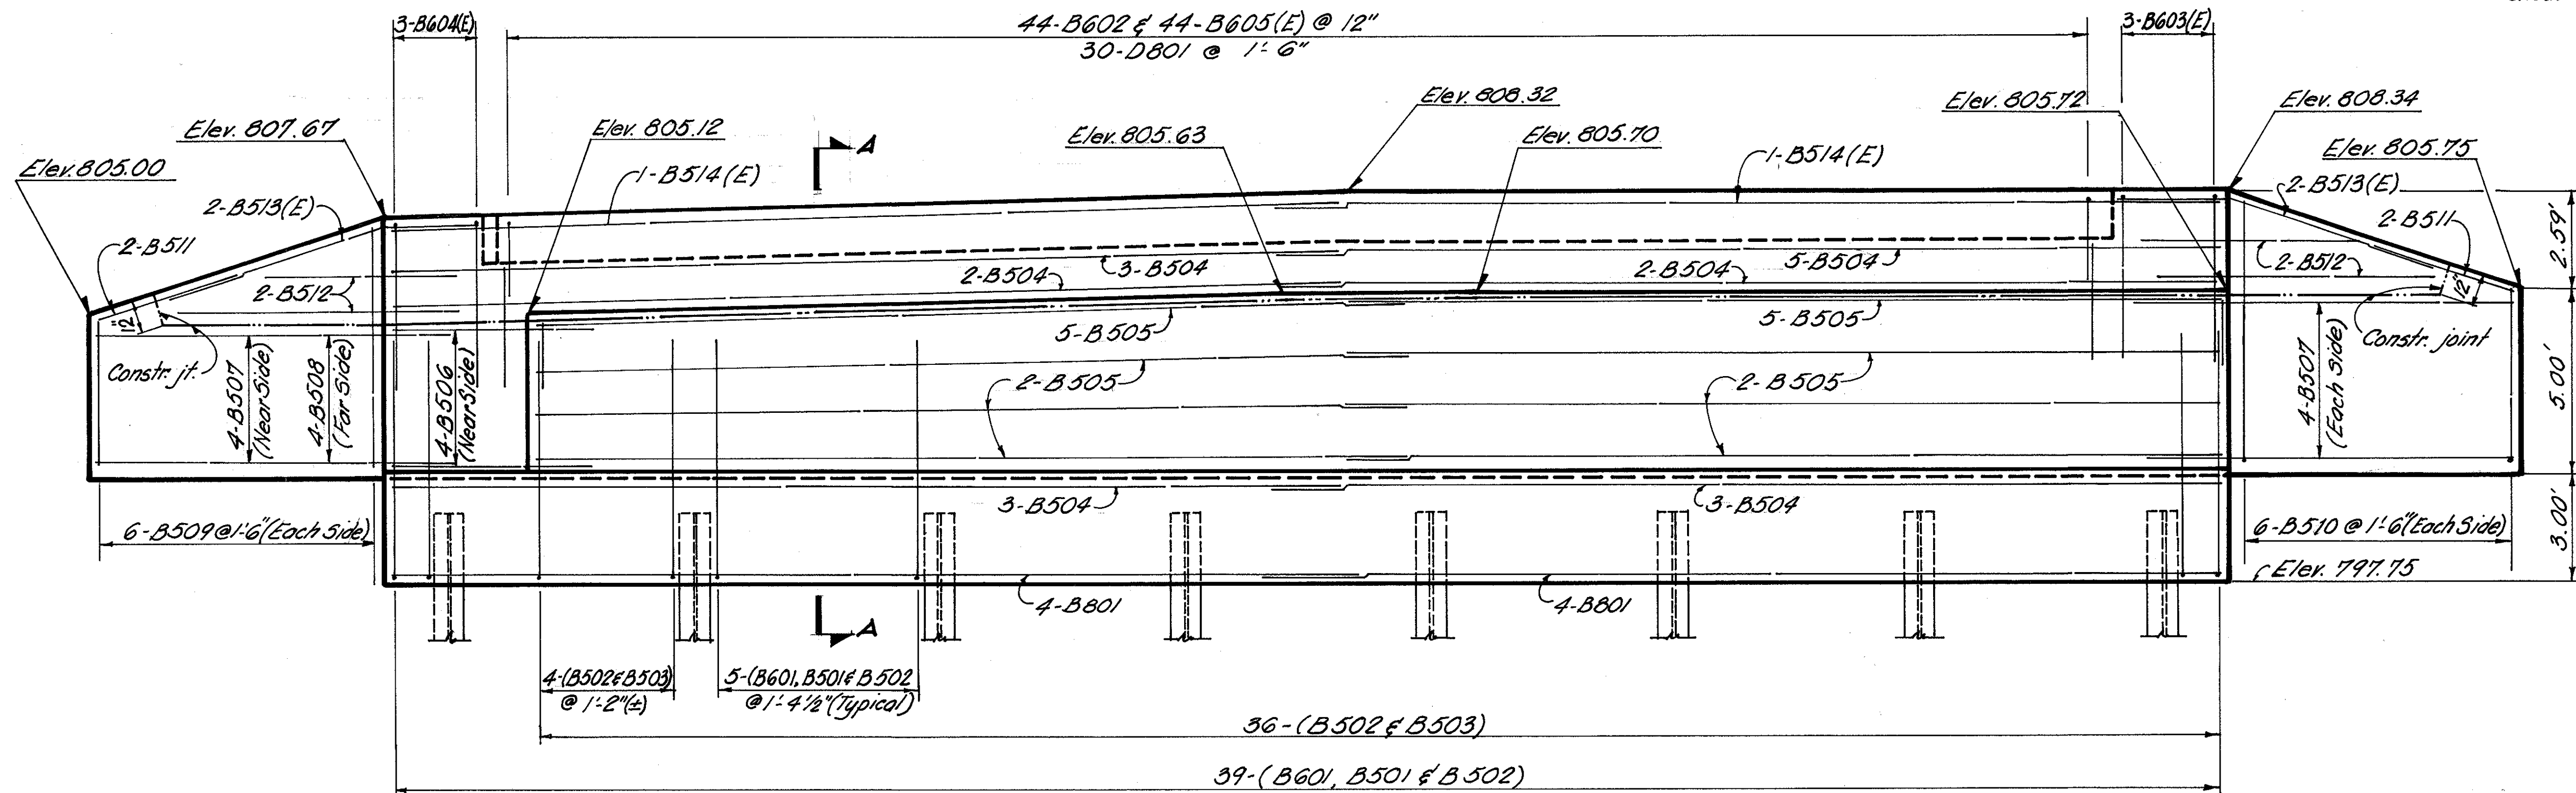 3-B604(E)
44-B602 & 44-B605(E) @ 12"
30-D801 @ 1'-6"
3-B603(E)
Elev. 808.32
Elev. 805.72
Elev. 808.34
Elev. 807.67
Elev. 805.12
A
Elev. 805.63
Elev. 805.70
Elev. 805.75
Elev. 805.00
1-B514(E)
1-B514(E)
2-B513(E)
2-B513(E)
2-B511
2-B511
2-B512
2-B504
3-B504
2-B504
5-B504
2-B512
2.59'
12"
12"
5-B505
5-B505
Constr. jt.
Constr. joint
4-B507
(Near Side)
4-B508
(Far Side)
4-B506
(Near Side)
2-B505
2-B505
4-B507
(Each Side)
5.00'
3-B504
3-B504
6-B509 @ 1'-6" (Each Side)
6-B510 @ 1'-6" (Each Side)
3.00'
Elev. 797.75
4-B801
4-B801
A
4-(B502 & B503)
@ 1'-2"(±)
5-(B601, B501 & B502
@ 1'-4½" (Typical)
36-(B502 & B503)
39-(B601, B501 & B502)